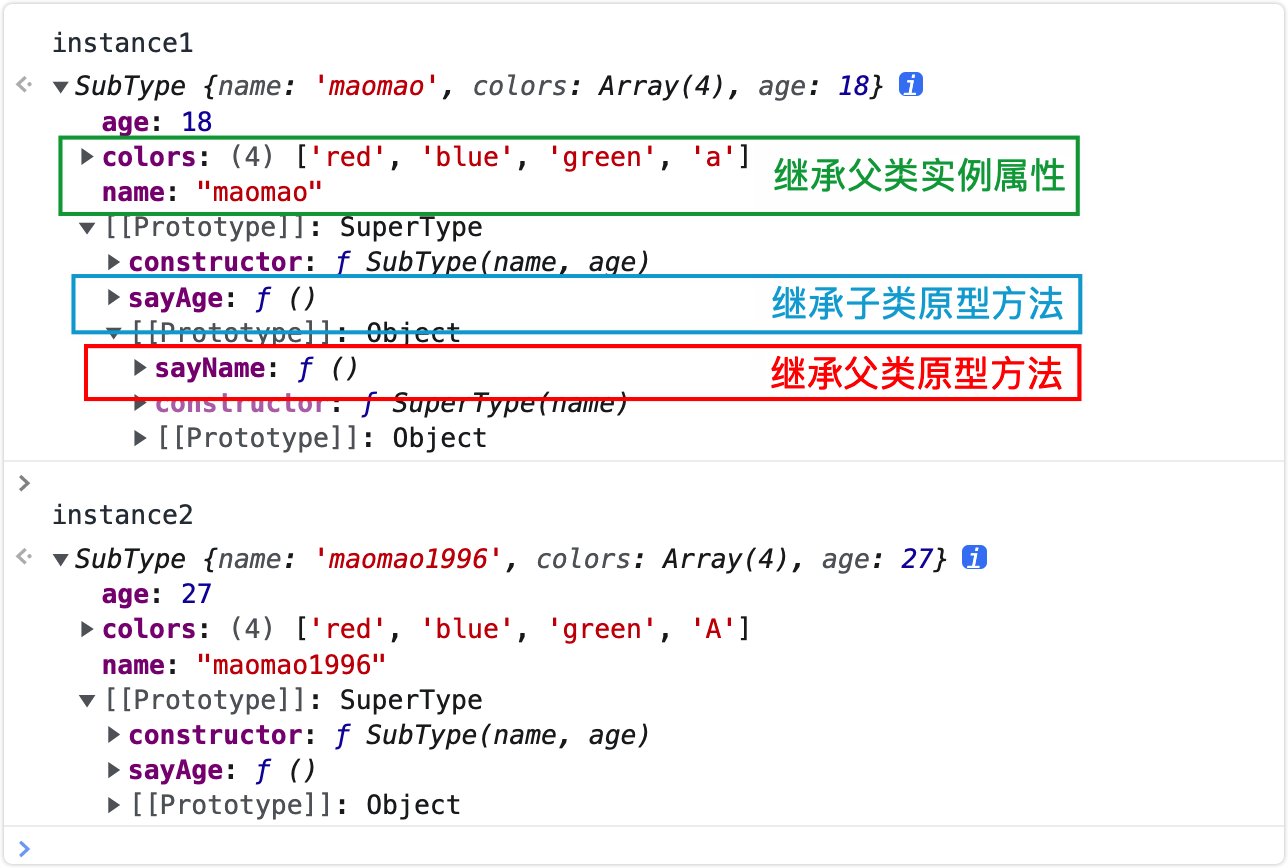 instance1
SubType {name: 'maomao', colors: Array(4), age: 18} i
age: 18
colors: (4) ['red', 'blue', 'green', 'a']
继承父类实例属性
name: "maomao"
[[Prototype]]: SuperType
constructor: ƒ SubType(name, age)
sayAge: ƒ () 继承子类原型方法
[[Prototype]]: Object
sayName: ƒ () 继承父类原型方法
constructor: ƒ SuperType(name)
[[Prototype]]: Object
instance2
SubType {name: 'maomao1996', colors: Array(4), age: 27} i
age: 27
colors: (4) ['red', 'blue', 'green', 'A']
name: "maomao1996"
[[Prototype]]: SuperType
constructor: ƒ SubType(name, age)
sayAge: ƒ ()
[[Prototype]]: Object